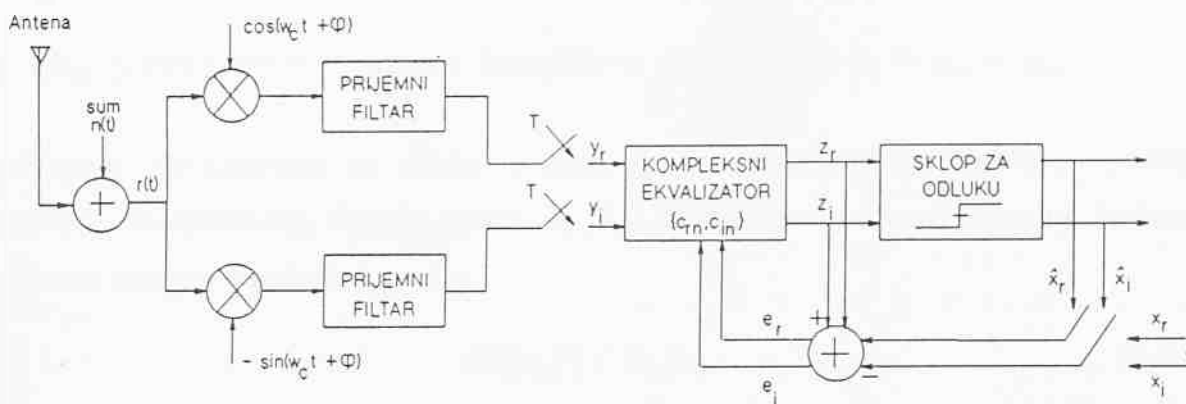 Antena
sum
n(t)
r(t)
cos(w_c t + φ)
PRIJEMNI
FILTAR
T
y_r
- sin(w_c t + φ)
PRIJEMNI
FILTAR
T
y_i
KOMPLEKSNI
EKVALIZATOR
{c_rn, c_in}
z_r
z_i
SKLOP ZA
ODLUKU
x̂_r
x̂_i
e_r
e_i
+
−
x_r
x_i